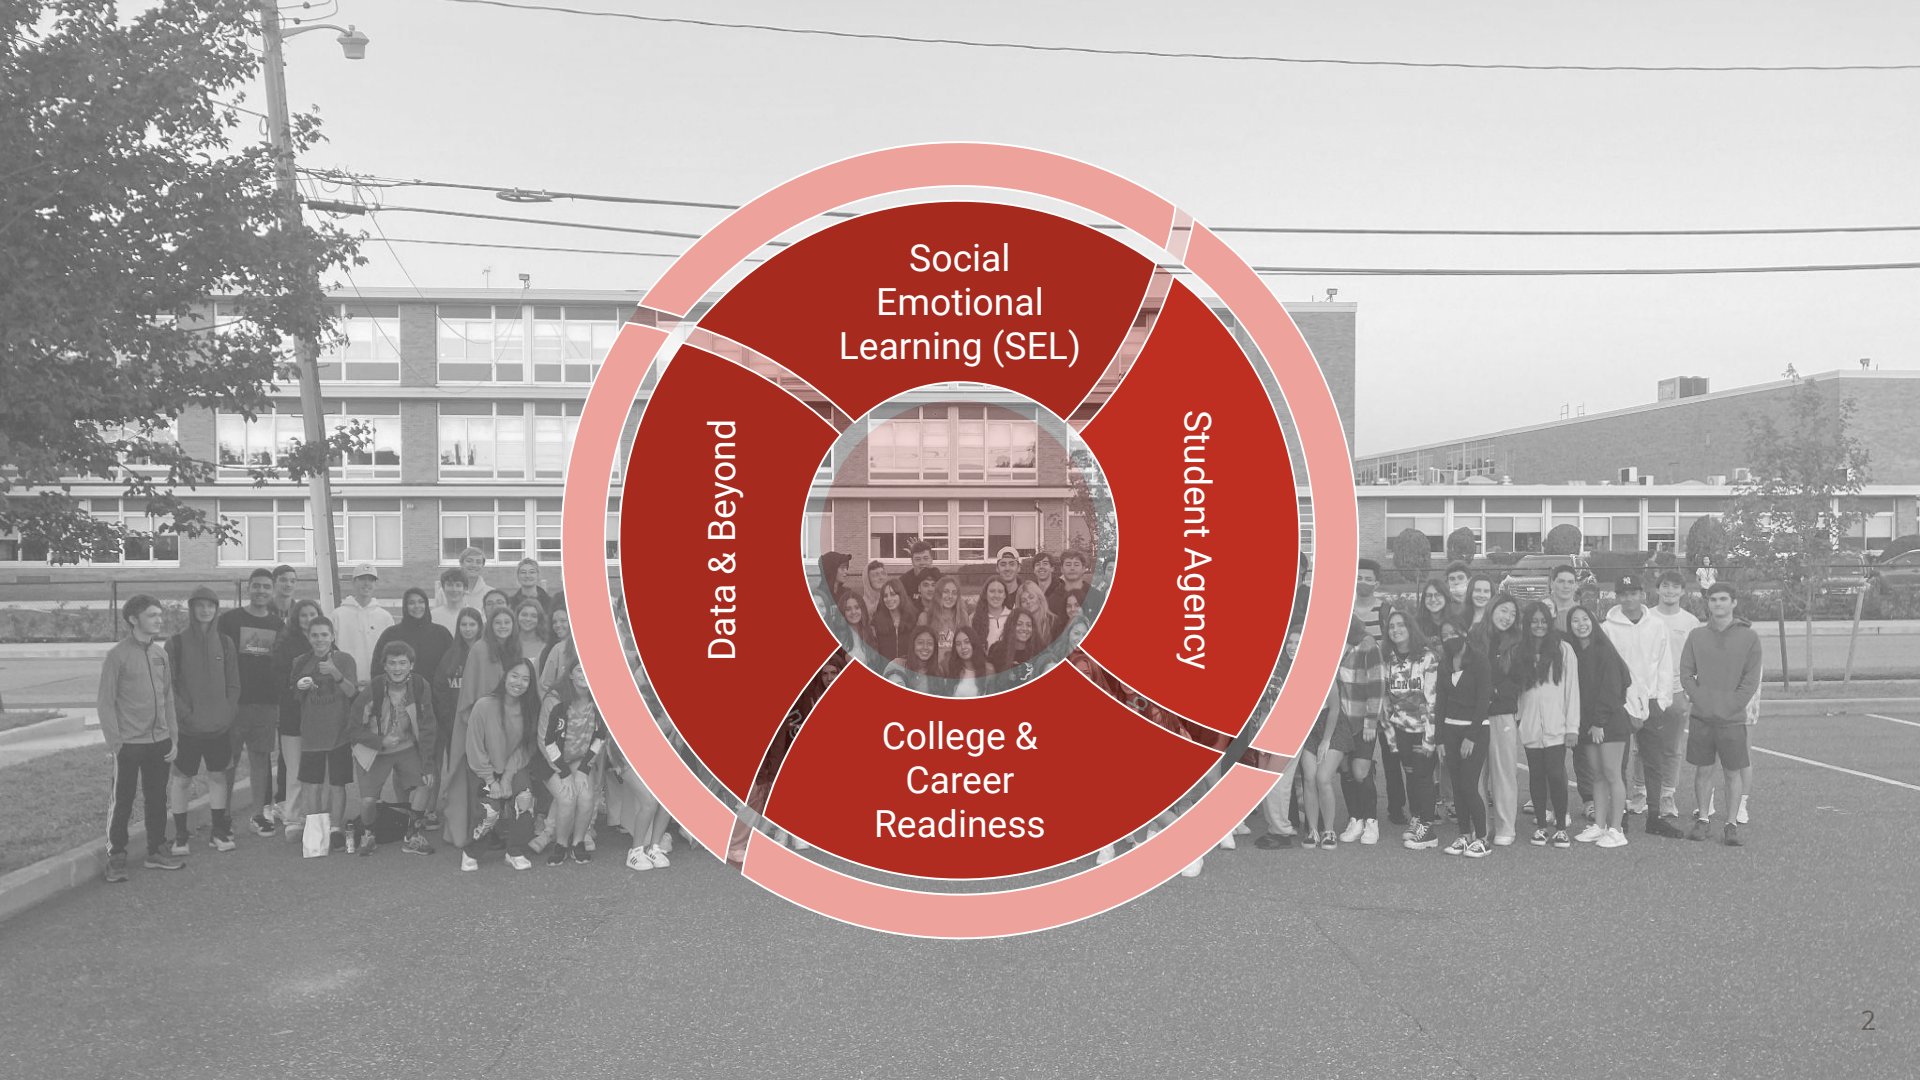 Social
Emotional
Learning (SEL)
Student Agency
College &
Career
Readiness
Data & Beyond
2